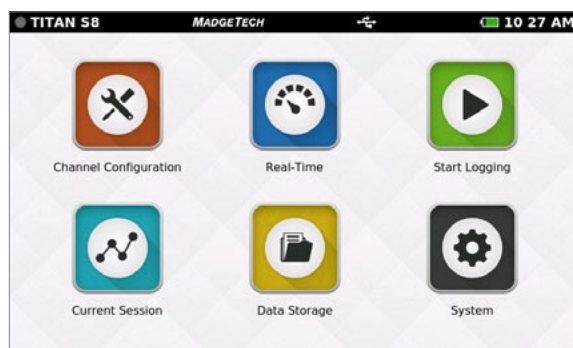 TITAN S8 MADGETECH 10 27 AM
Channel Configuration Real-Time Start Logging
Current Session Data Storage System